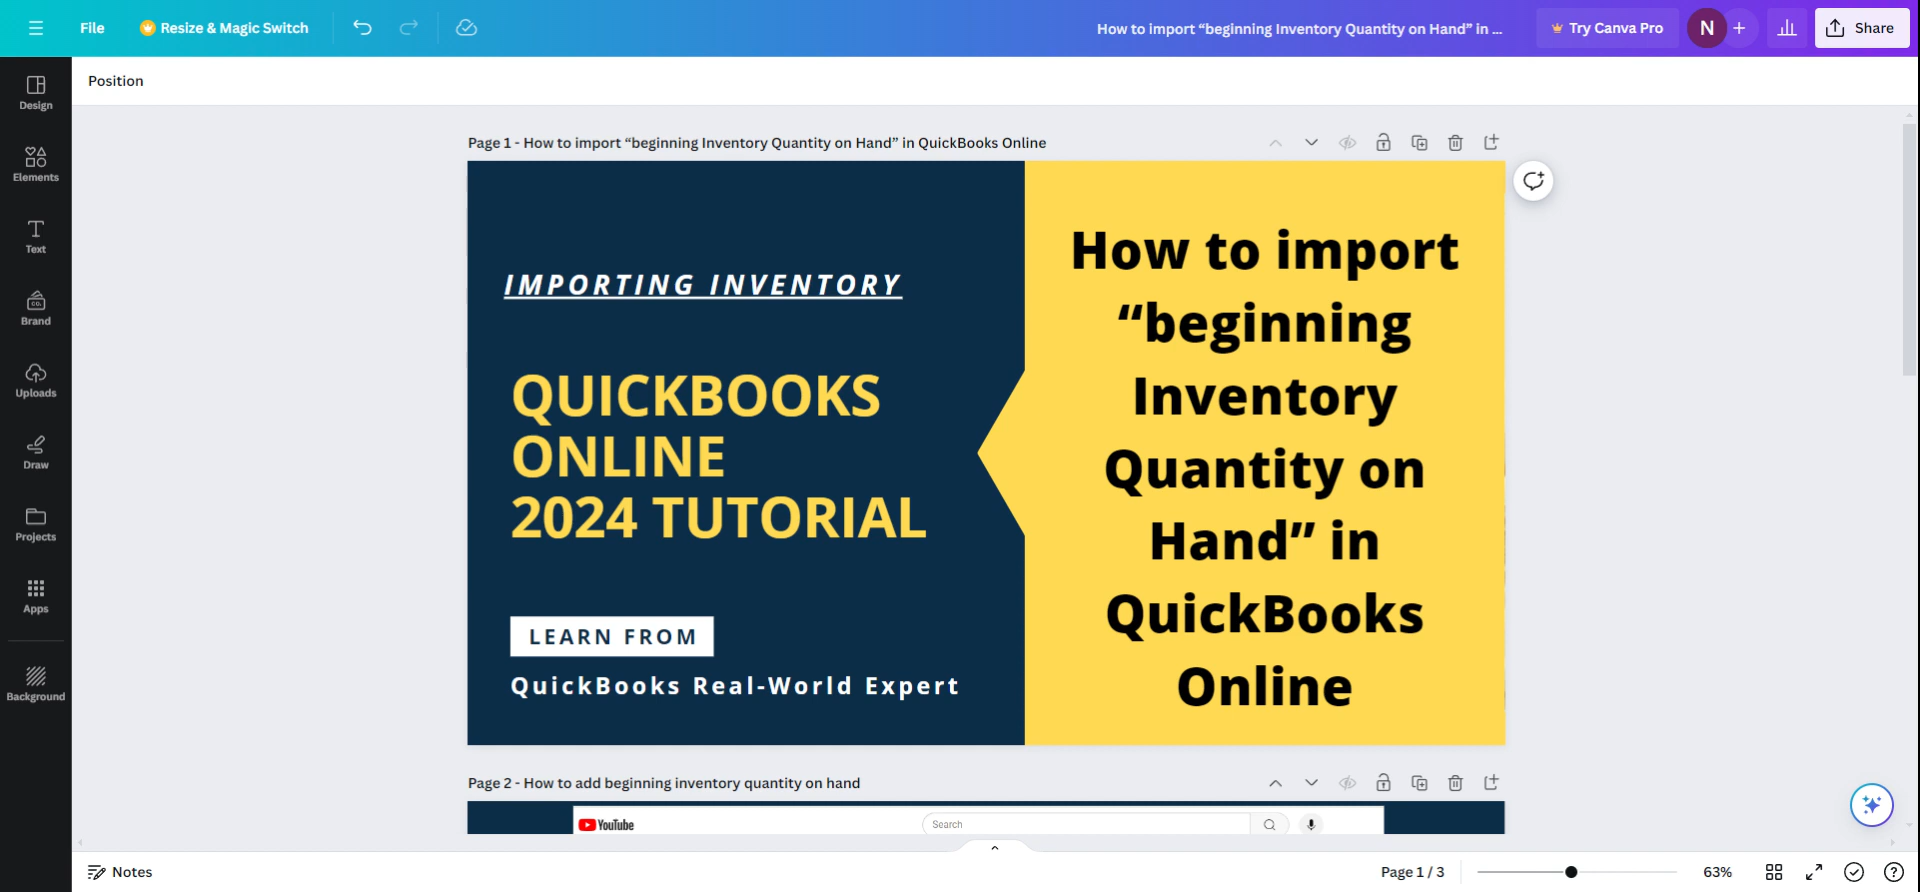 File
Resize & Magic Switch
How to import “beginning Inventory Quantity on Hand” in ...
Try Canva Pro
N
Share
Design
Elements
Text
Brand
Uploads
Draw
Projects
Apps
Background
Position
Page 1 - How to import “beginning Inventory Quantity on Hand” in QuickBooks Online
IMPORTING INVENTORY
QUICKBOOKS
ONLINE
2024 TUTORIAL
LEARN FROM
QuickBooks Real-World Expert
How to import
“beginning
Inventory
Quantity on
Hand” in
QuickBooks
Online
Page 2 - How to add beginning inventory quantity on hand
YouTube
Search
Notes
Page 1 / 3
63%